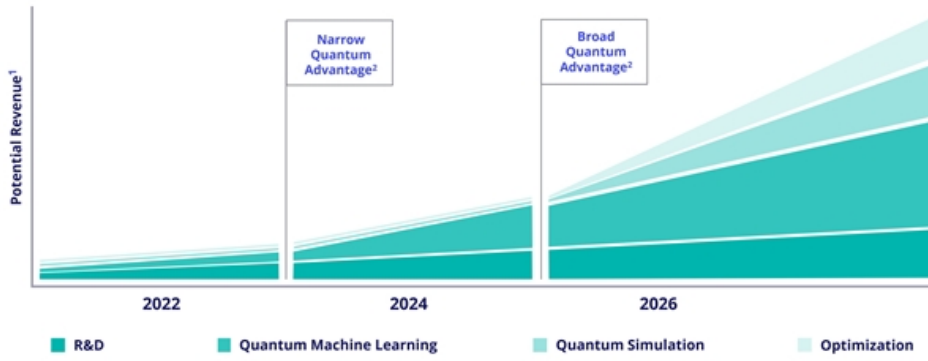 Potential Revenue¹
Narrow
Quantum
Advantage²
Broad
Quantum
Advantage²
2022
2024
2026
R&D
Quantum Machine Learning
Quantum Simulation
Optimization